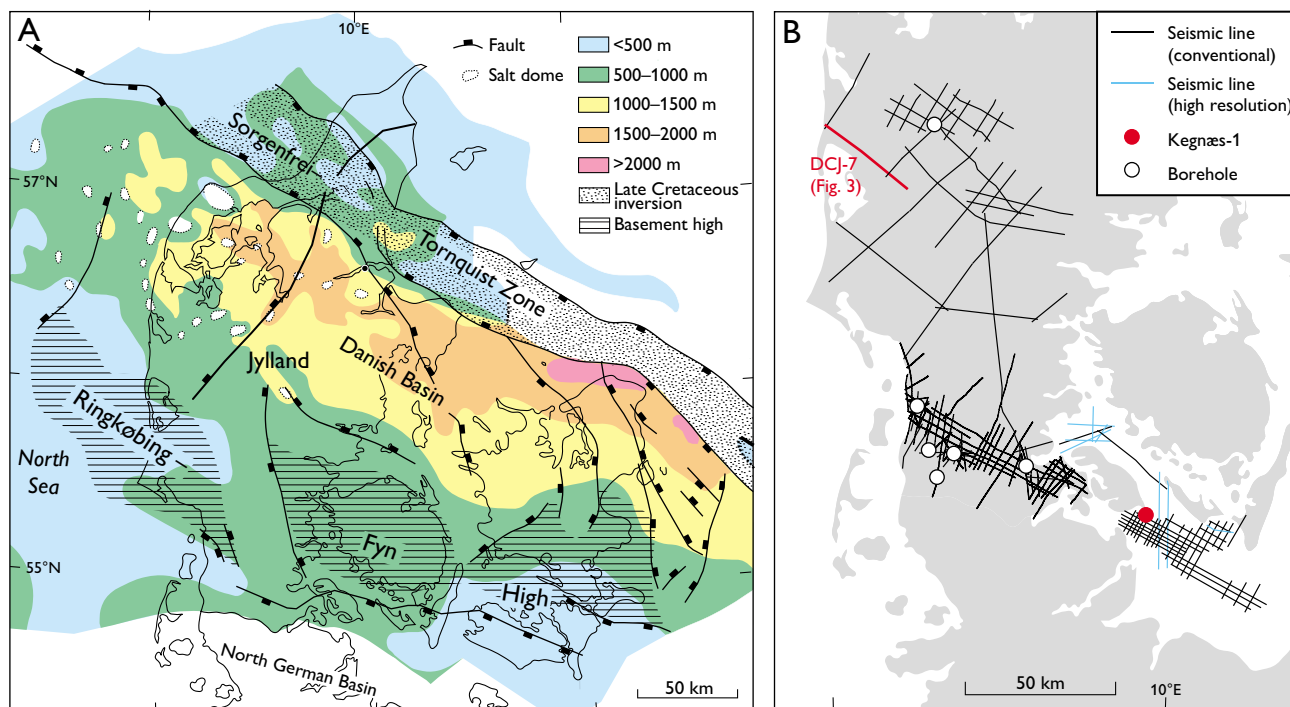 A
10°E
Fault
Salt dome
<500 m
500–1000 m
1000–1500 m
1500–2000 m
>2000 m
Late Cretaceous
inversion
Basement high
57°N
Sorgenfrei
Tornquist Zone
Jylland
Danish Basin
Ringkøbing
North
Sea
Fyn
55°N
High
North German Basin
50 km
B
Seismic line
(conventional)
Seismic line
(high resolution)
Kegnæs-1
Borehole
DCJ-7
(Fig. 3)
50 km
10°E